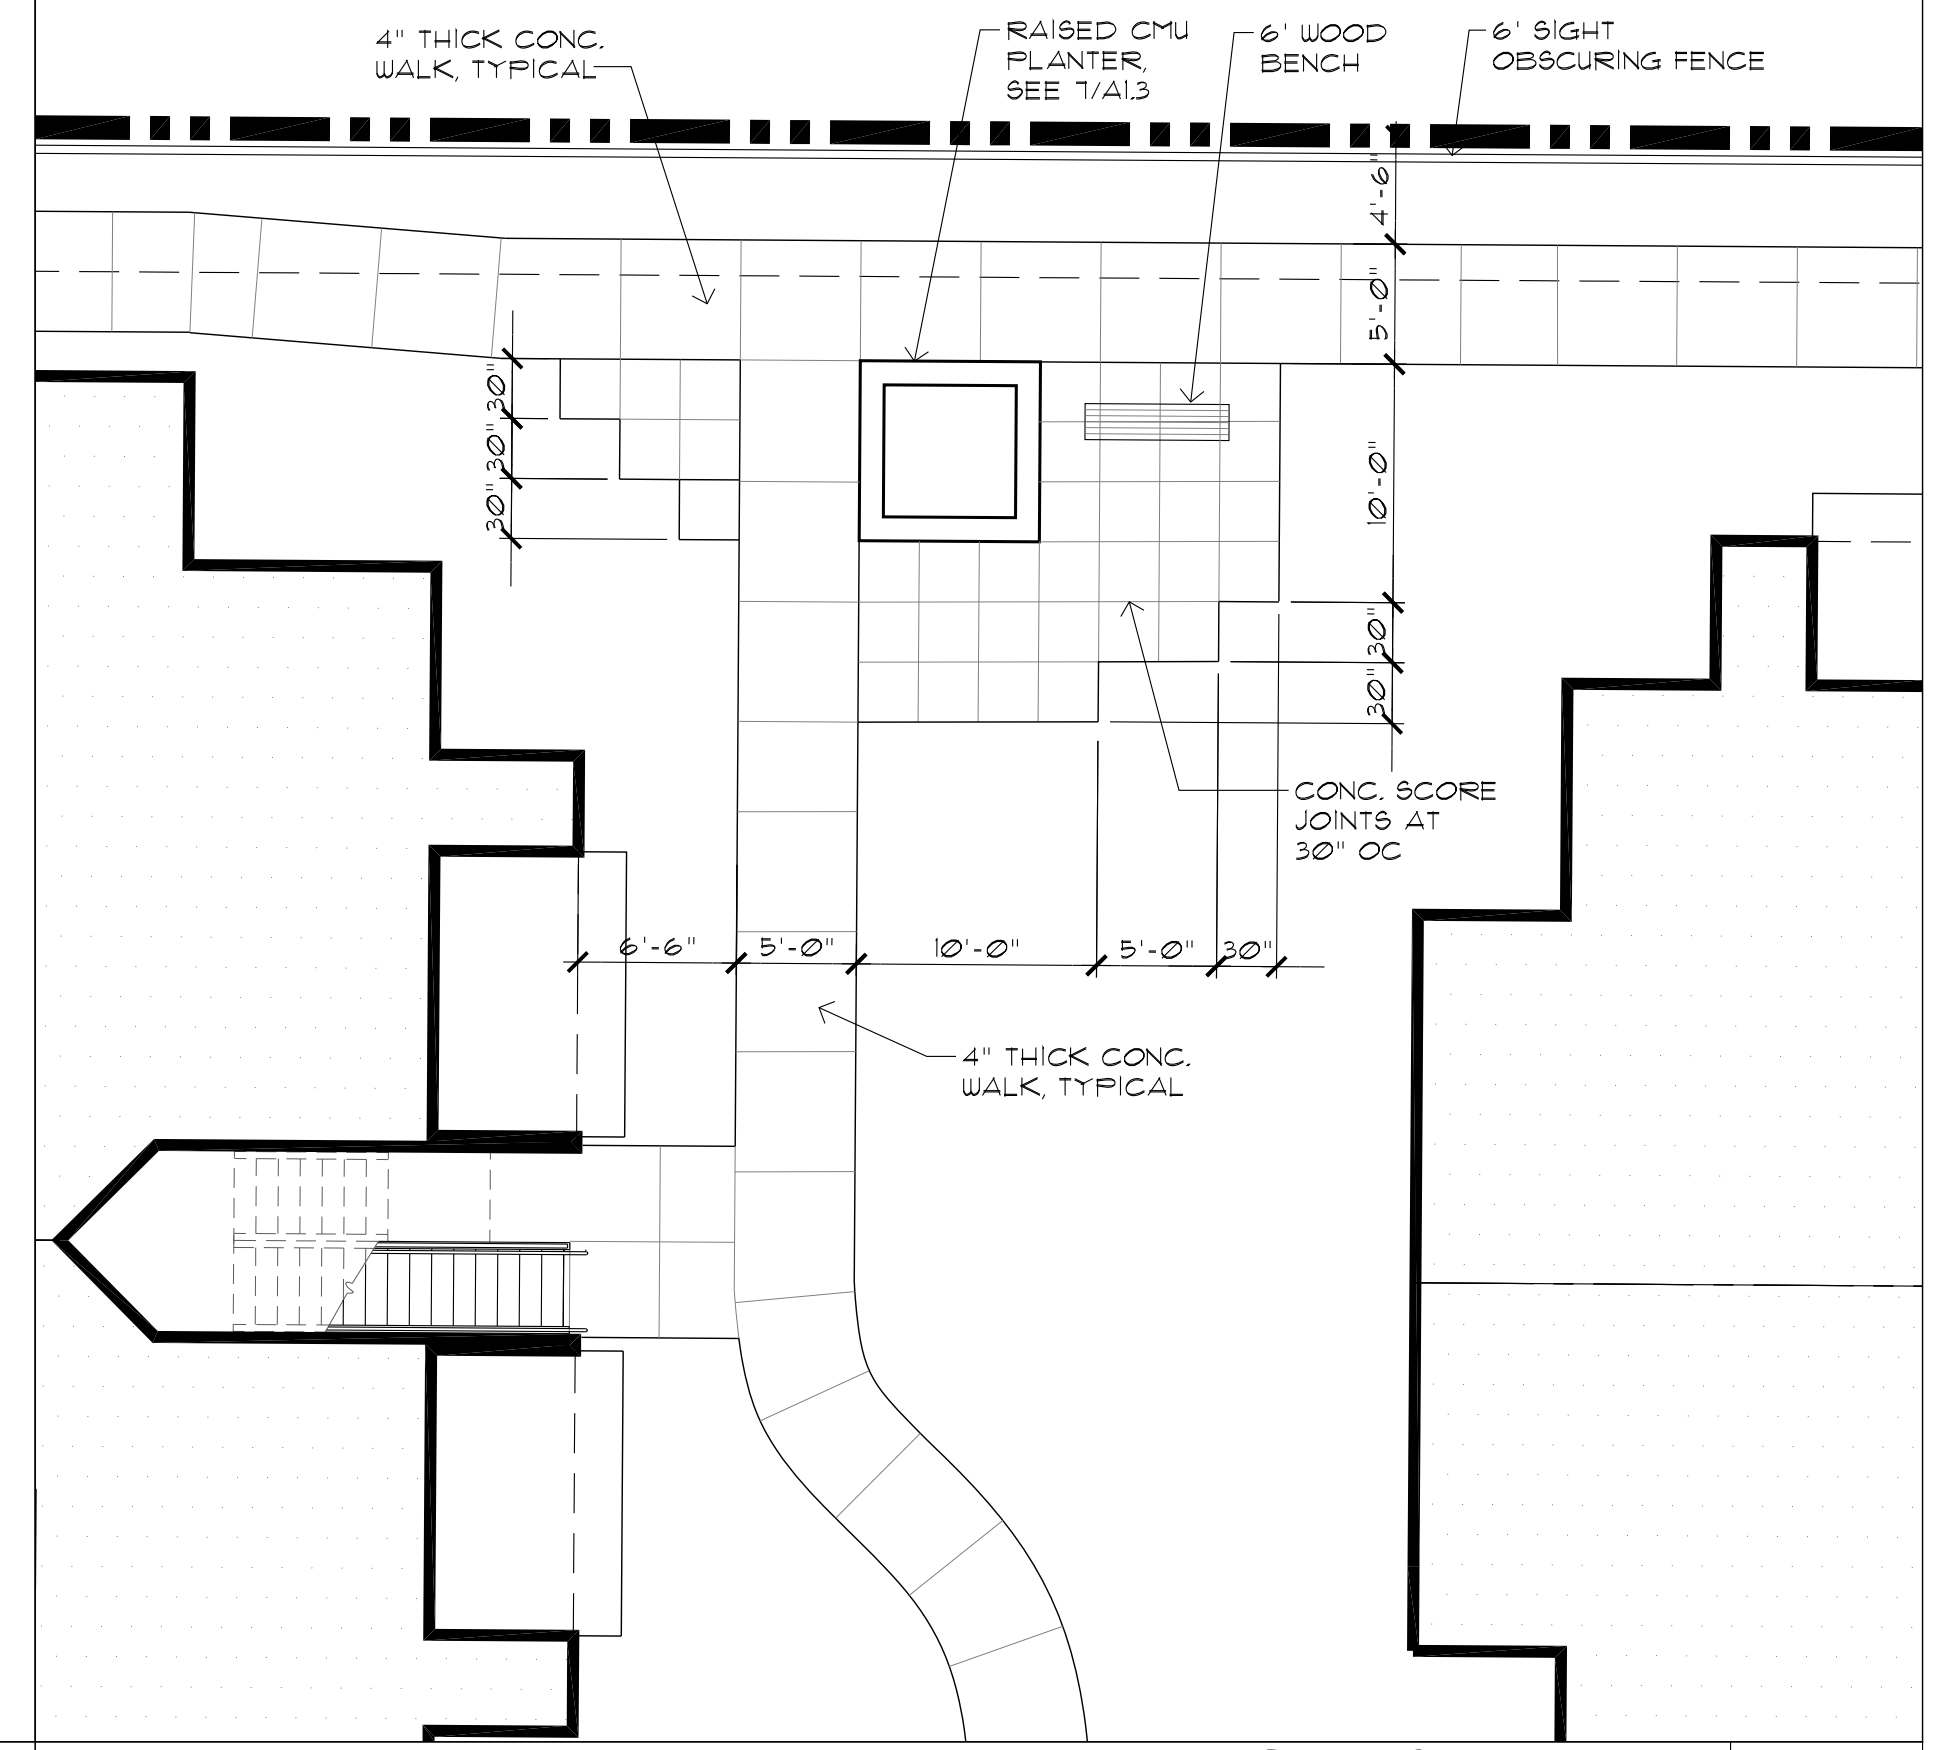 4" THICK CONC.
WALK, TYPICAL
RAISED CMU
PLANTER,
SEE 7/A1.3
6' WOOD
BENCH
6' SIGHT
OBSCURING FENCE
4'-6"
5'-0"
30"
30"
30"
10'-0"
30"
30"
CONC. SCORE
JOINTS AT
30" OC
6'-6"
5'-0"
10'-0"
5'-0"
30"
4" THICK CONC.
WALK, TYPICAL